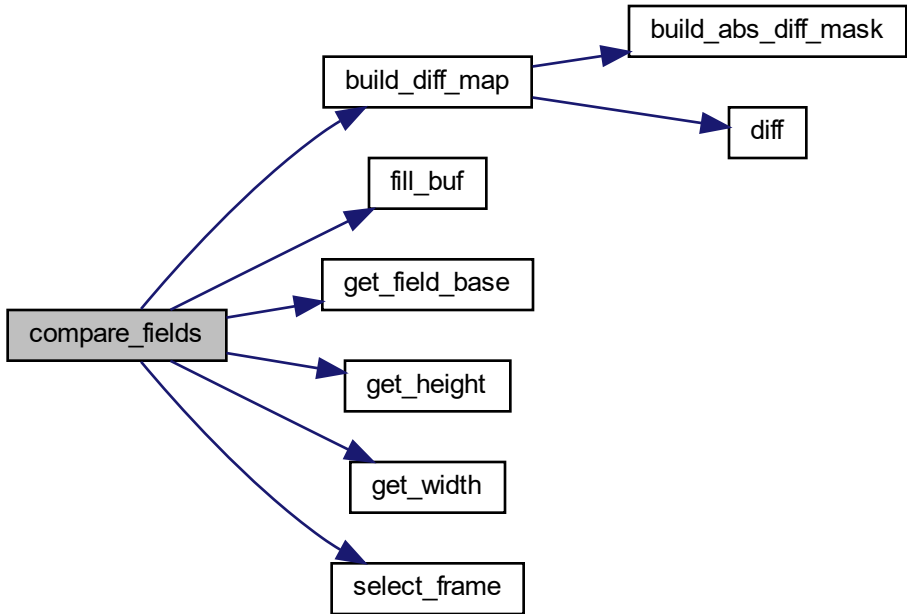 build_abs_diff_mask
build_diff_map
diff
fill_buf
get_field_base
compare_fields
get_height
get_width
select_frame